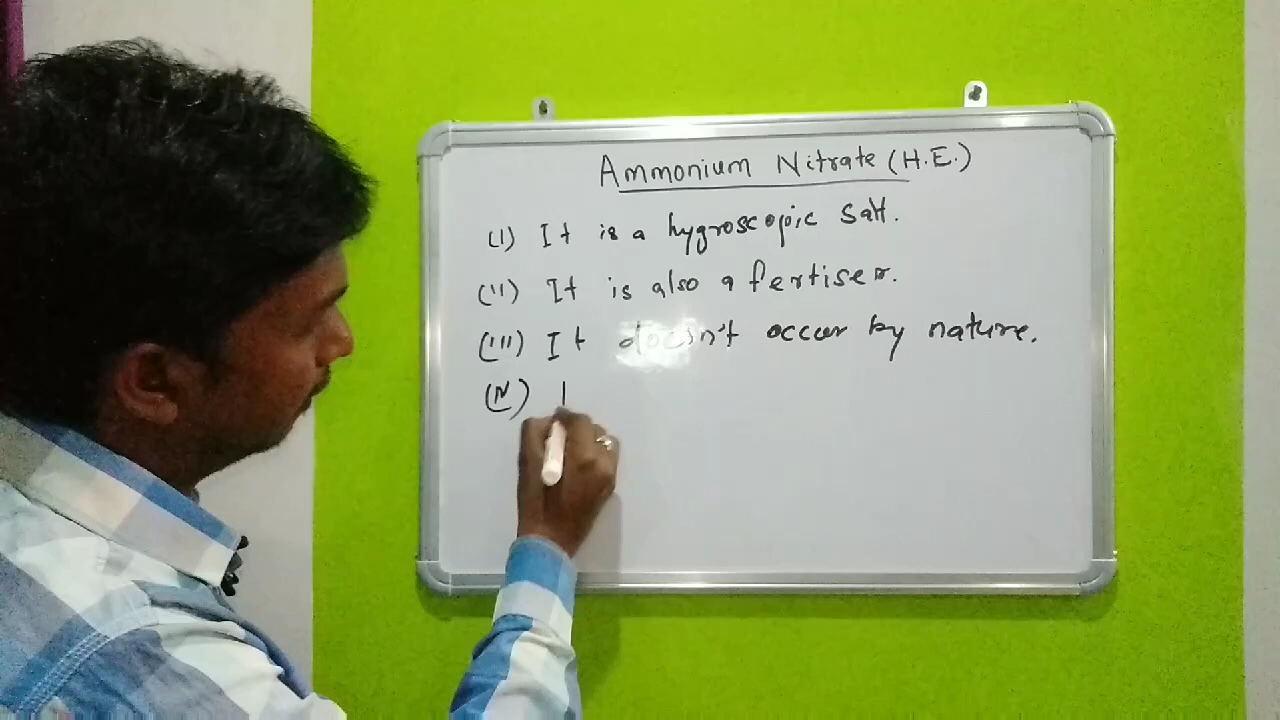 Ammonium Nitrate (H.E.)
(I) It is a hygroscopic salt.
(II) It is also a fertiser.
(III) It doesn't occur by nature.
(IV) I